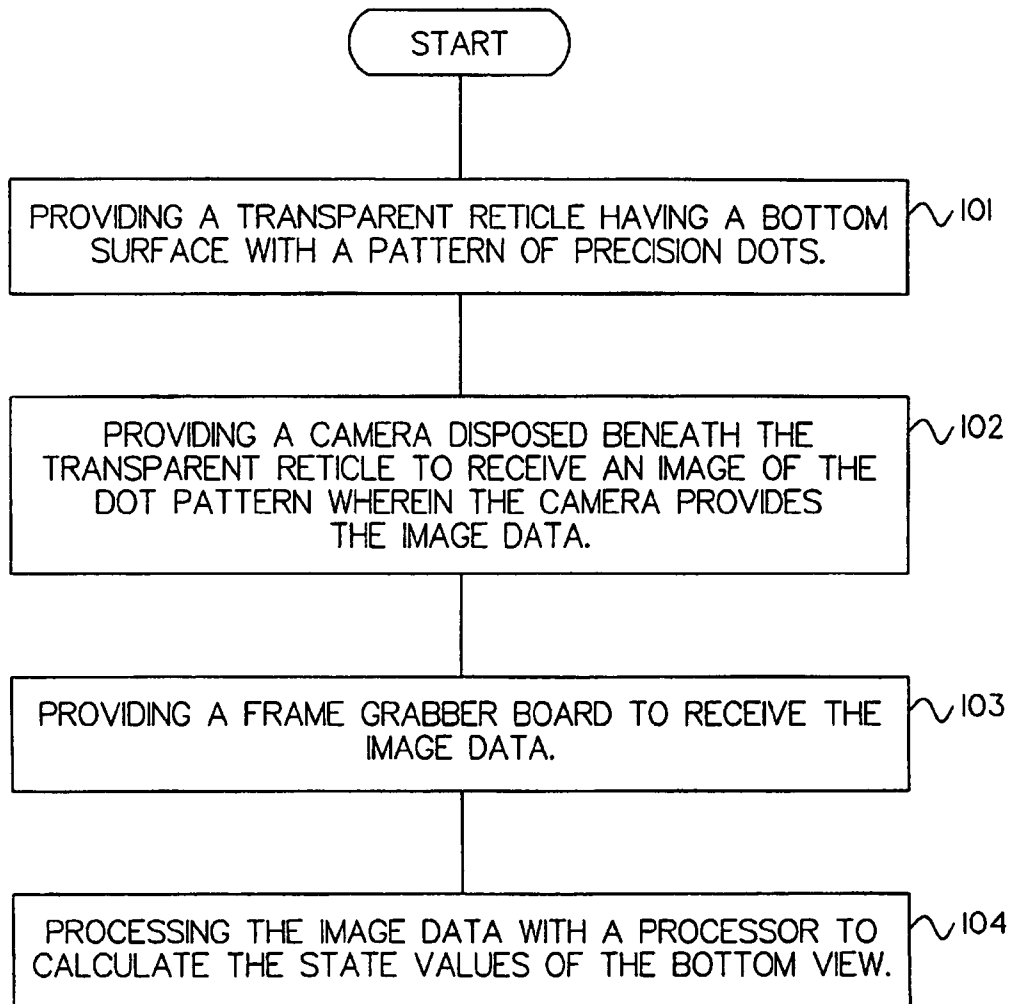 START
PROVIDING A TRANSPARENT RETICLE HAVING A BOTTOM
SURFACE WITH A PATTERN OF PRECISION DOTS.
101
PROVIDING A CAMERA DISPOSED BENEATH THE
TRANSPARENT RETICLE TO RECEIVE AN IMAGE OF THE
DOT PATTERN WHEREIN THE CAMERA PROVIDES
THE IMAGE DATA.
102
PROVIDING A FRAME GRABBER BOARD TO RECEIVE THE
IMAGE DATA.
103
PROCESSING THE IMAGE DATA WITH A PROCESSOR TO
CALCULATE THE STATE VALUES OF THE BOTTOM VIEW.
104